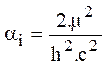 αᵢ = 2.μ² / h².c²